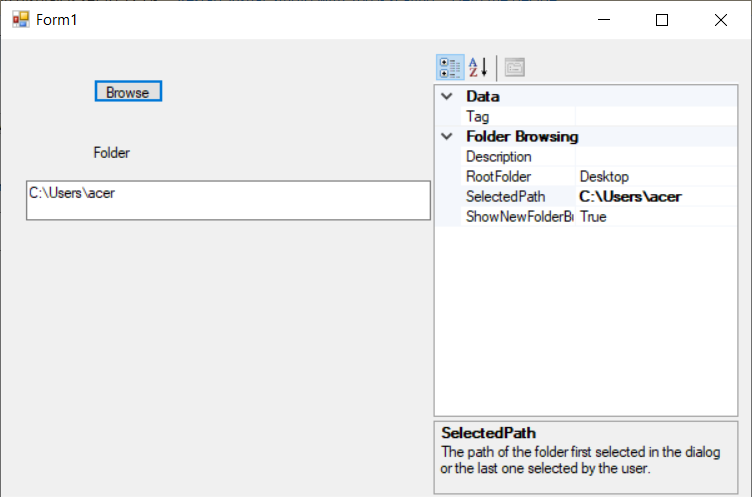 Form1
Browse
Folder
C:\Users\acer
Data
Tag
Folder Browsing
Description
RootFolder Desktop
SelectedPath C:\Users\acer
ShowNewFolderBu True
SelectedPath
The path of the folder first selected in the dialog
or the last one selected by the user.